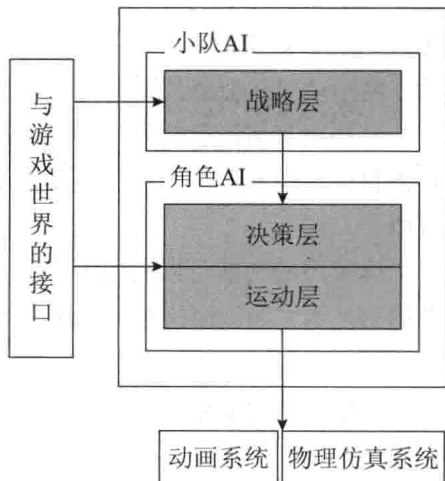 小队AI
战略层
与游戏世界的接口
角色AI
决策层
运动层
动画系统
物理仿真系统